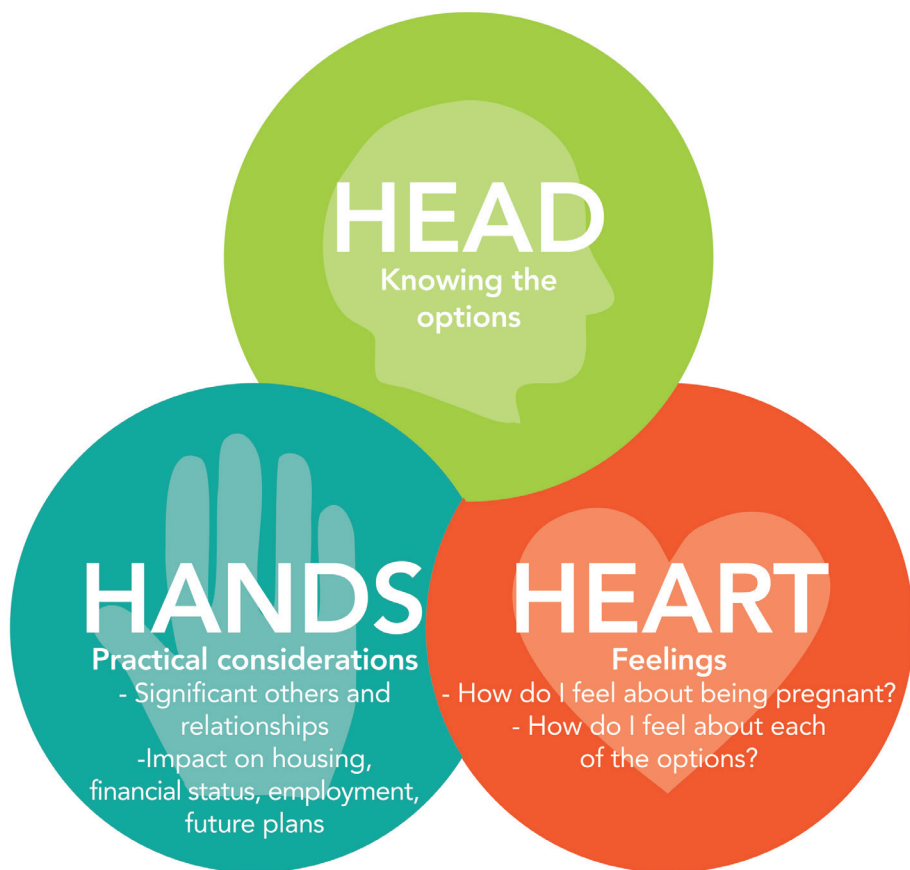 HEAD
Knowing the
options
HANDS
Practical considerations
- Significant others and
relationships
-Impact on housing,
financial status, employment,
future plans
HEART
Feelings
- How do I feel about being pregnant?
- How do I feel about each
of the options?